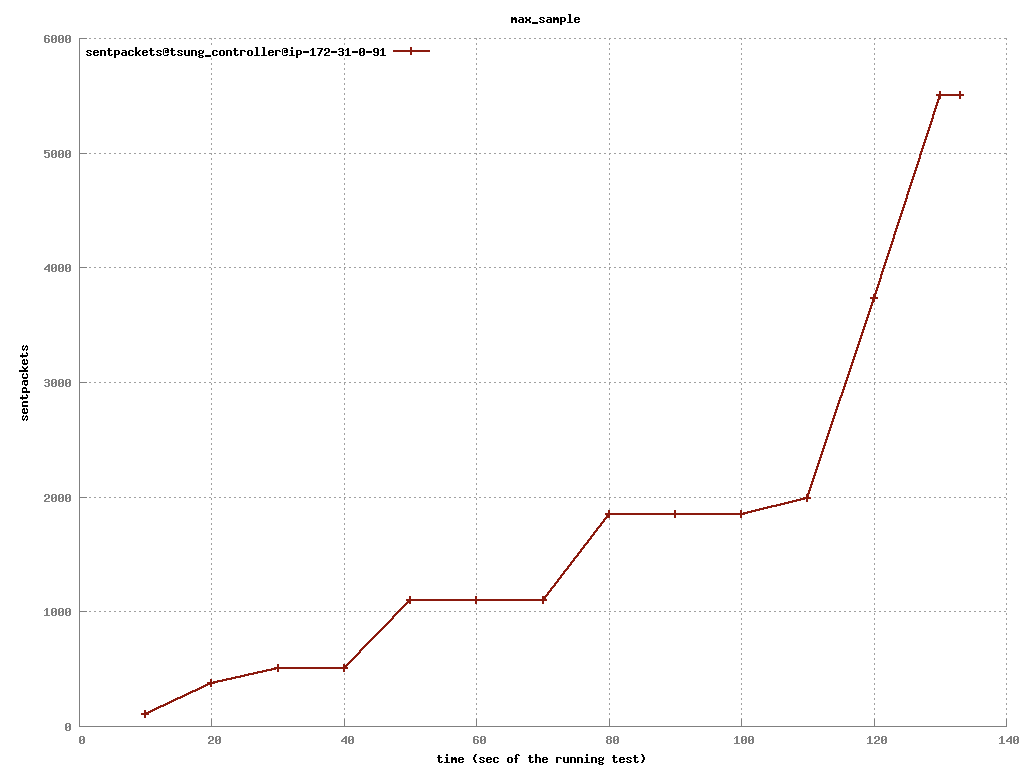 max_sample
sentpackets@tsung_controller@ip-172-31-0-91
6000
5000
4000
3000
2000
1000
0
sentpackets
0 20 40 60 80 100 120 140
time (sec of the running test)